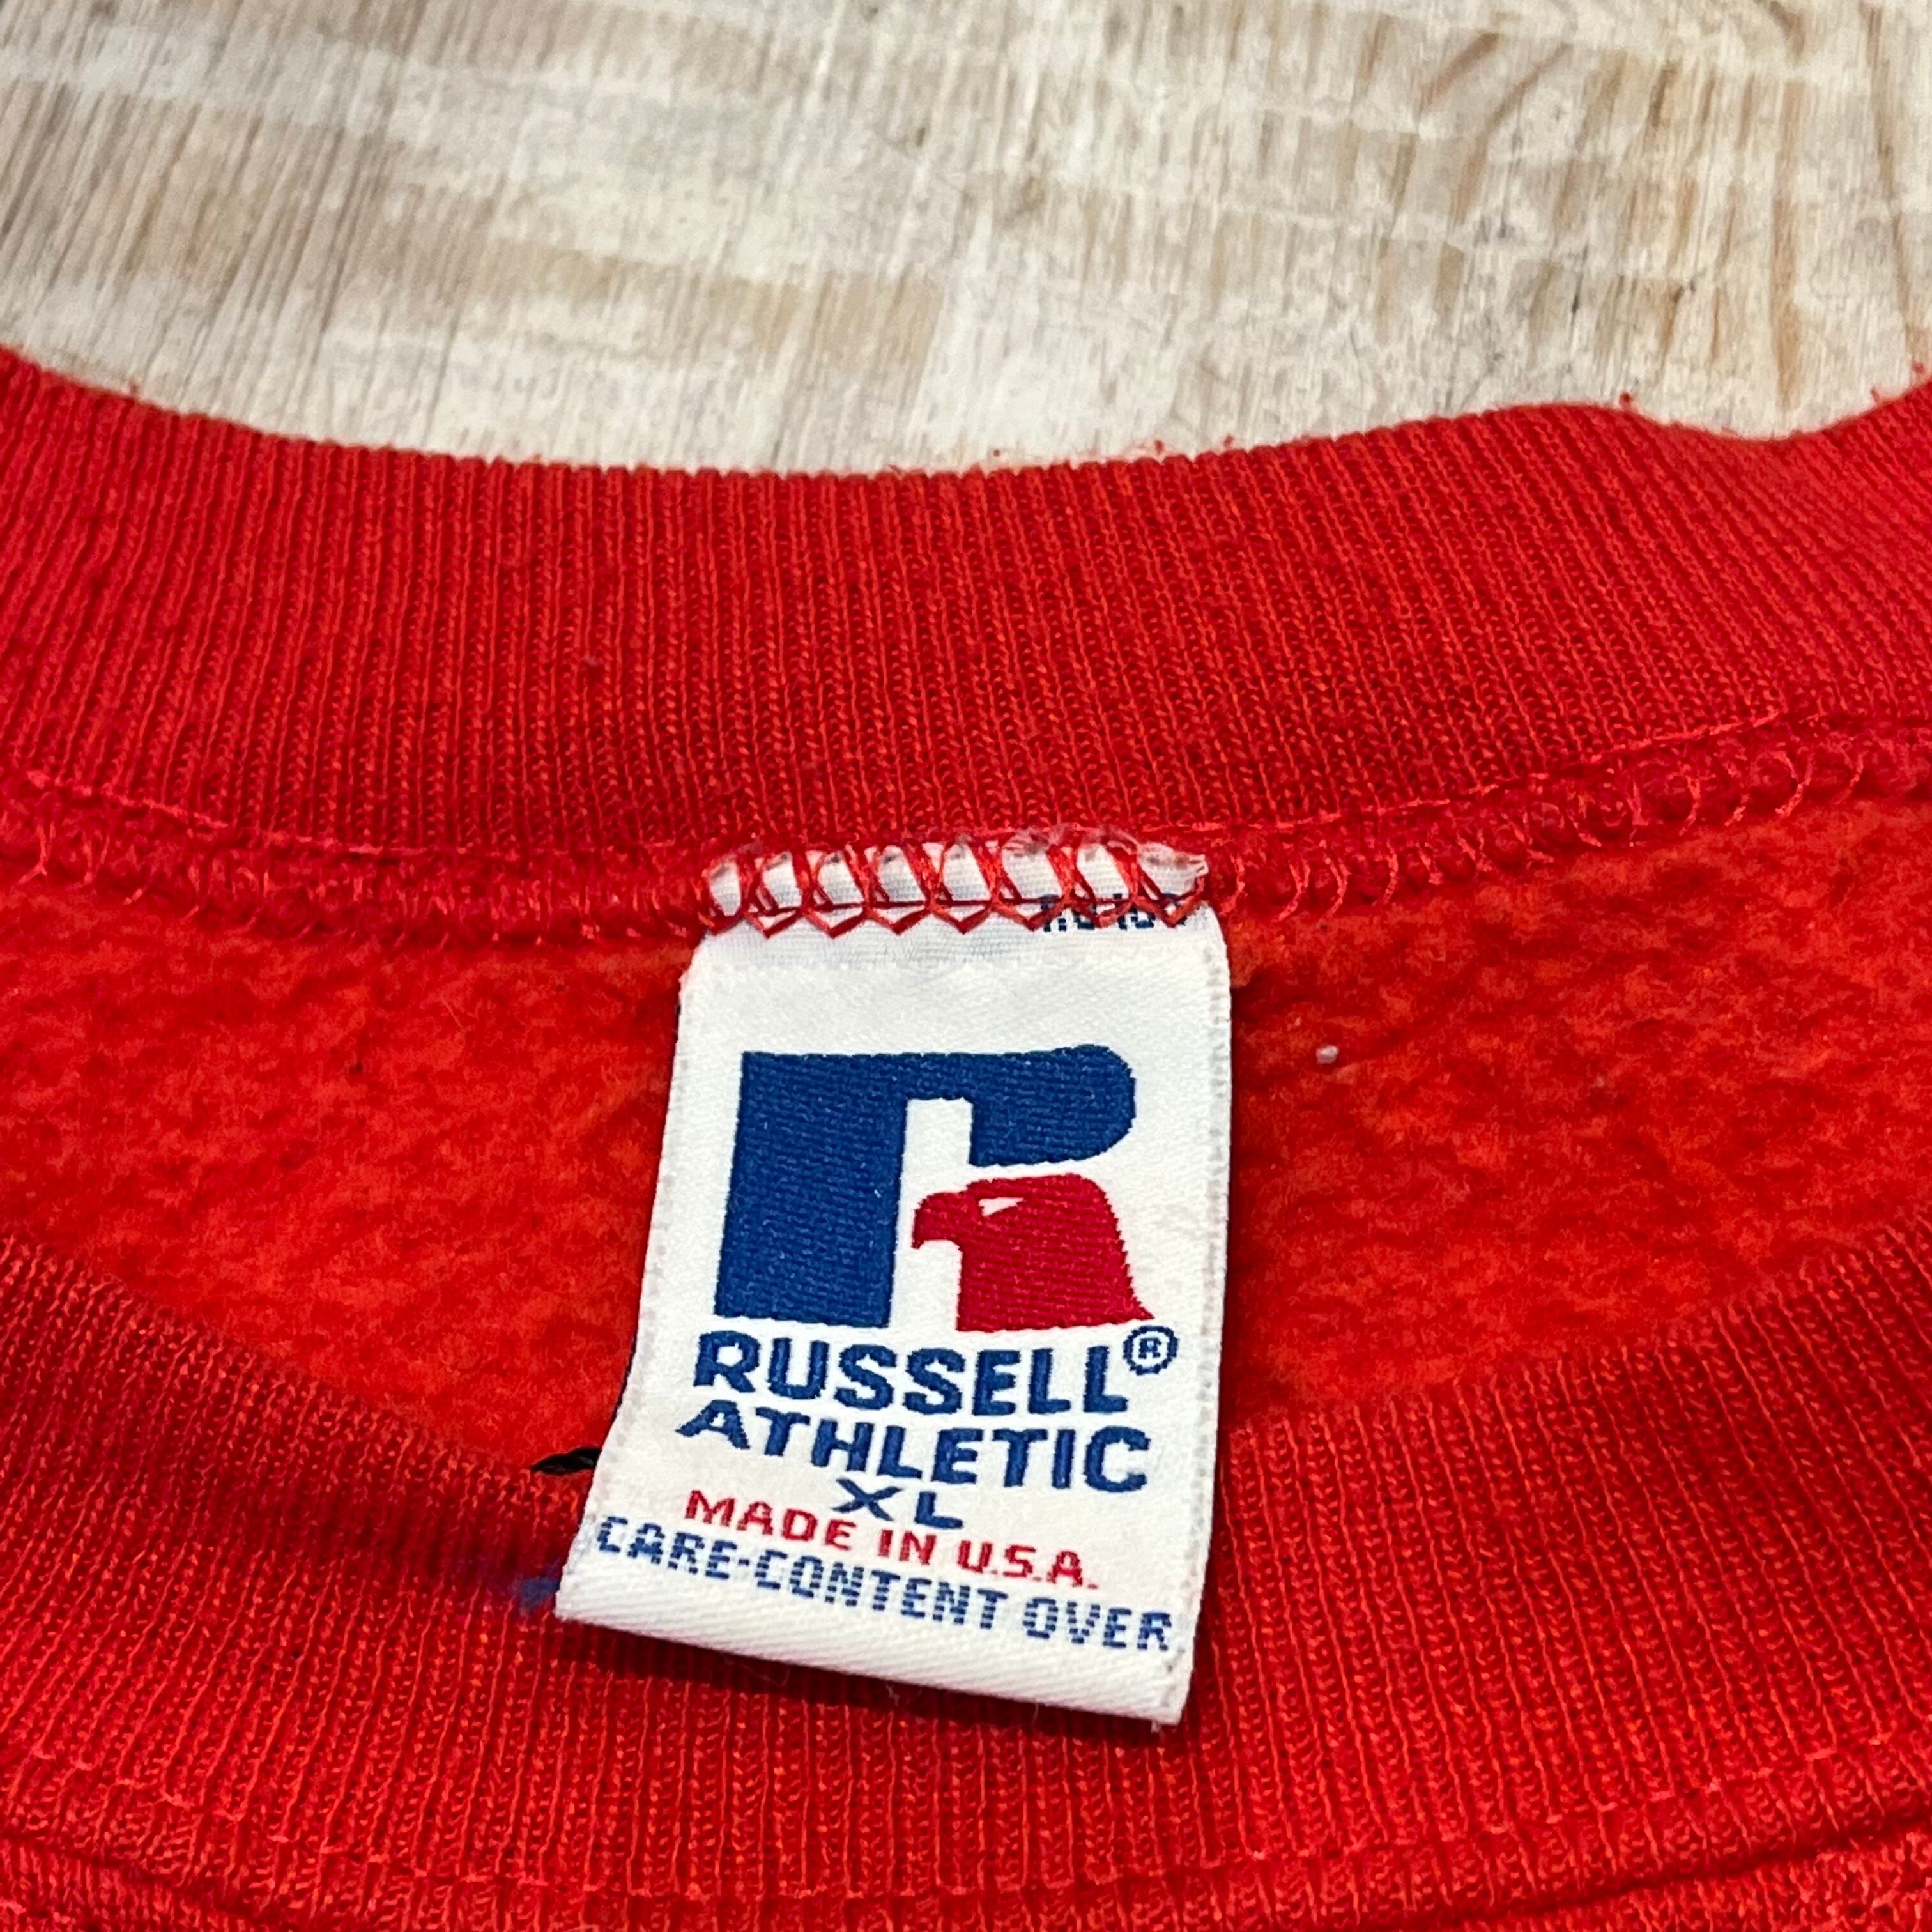 RUSSELL®
ATHLETIC
XL
MADE IN U.S.A.
CARE-CONTENT OVER